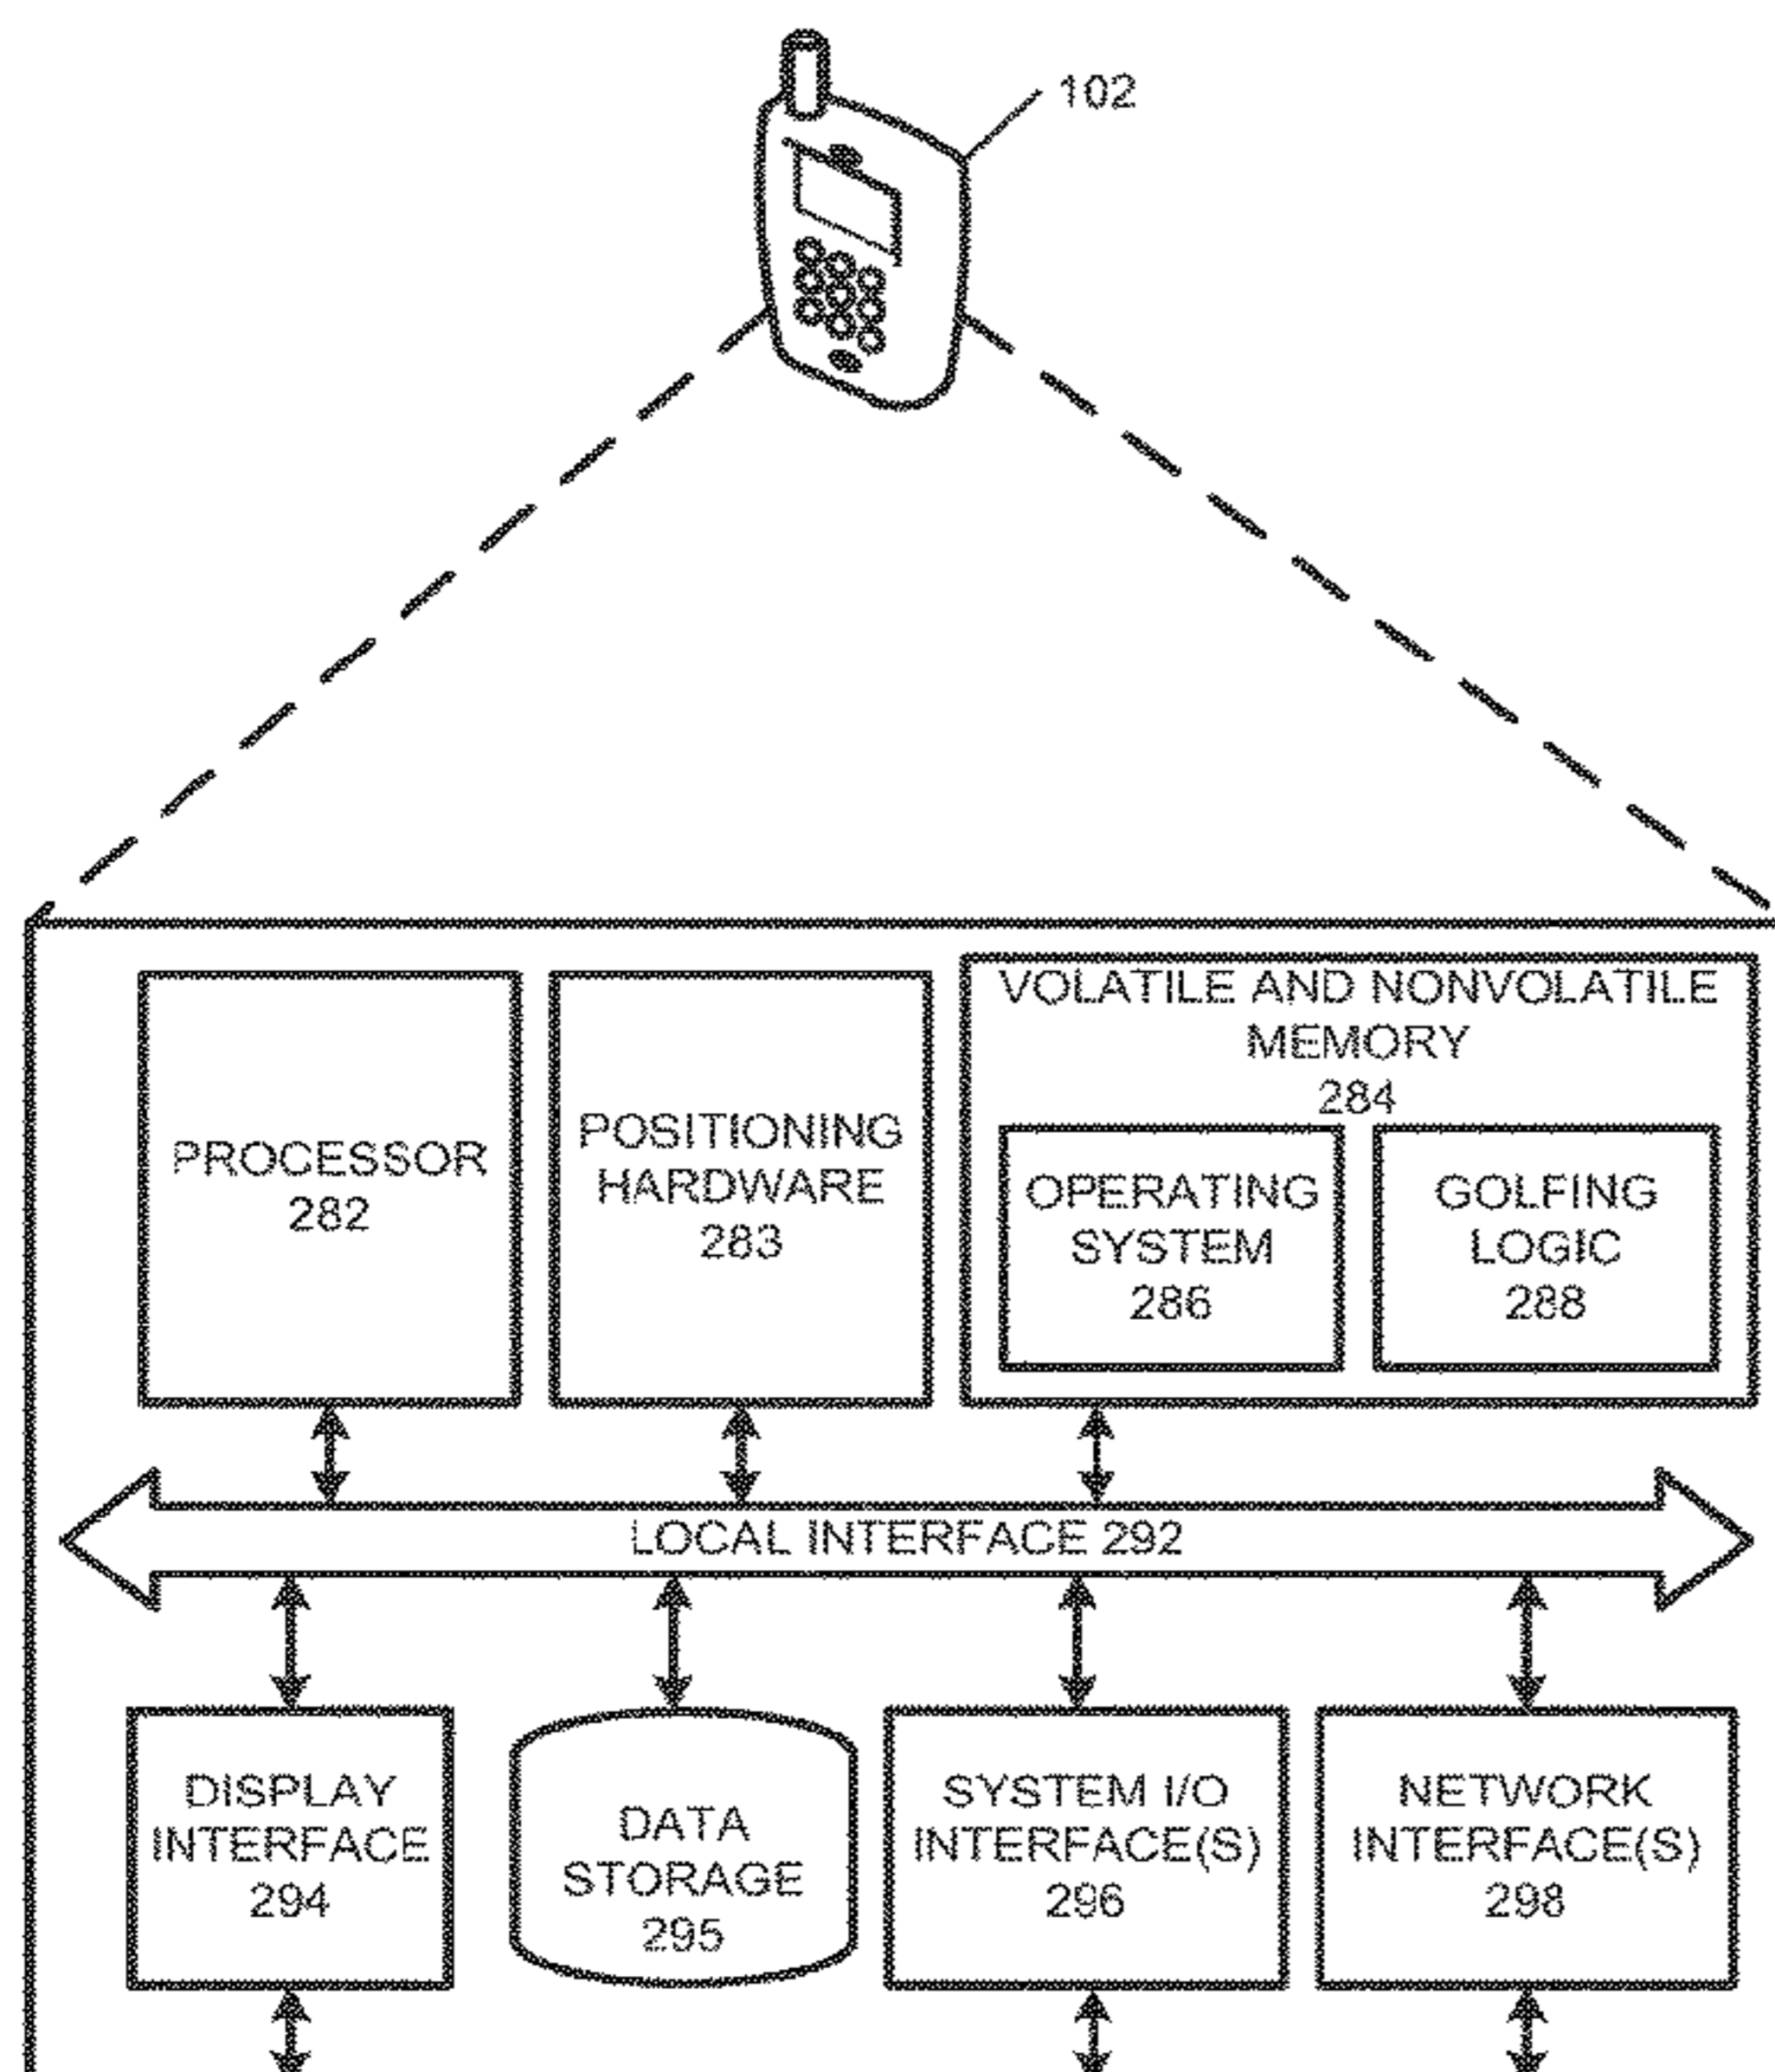 102
VOLATILE AND NONVOLATILE
MEMORY
284
PROCESSOR
282
POSITIONING
HARDWARE
283
OPERATING
SYSTEM
286
GOLFING
LOGIC
288
LOCAL INTERFACE 292
DISPLAY
INTERFACE
294
DATA
STORAGE
295
SYSTEM I/O
INTERFACE(S)
296
NETWORK
INTERFACE(S)
298